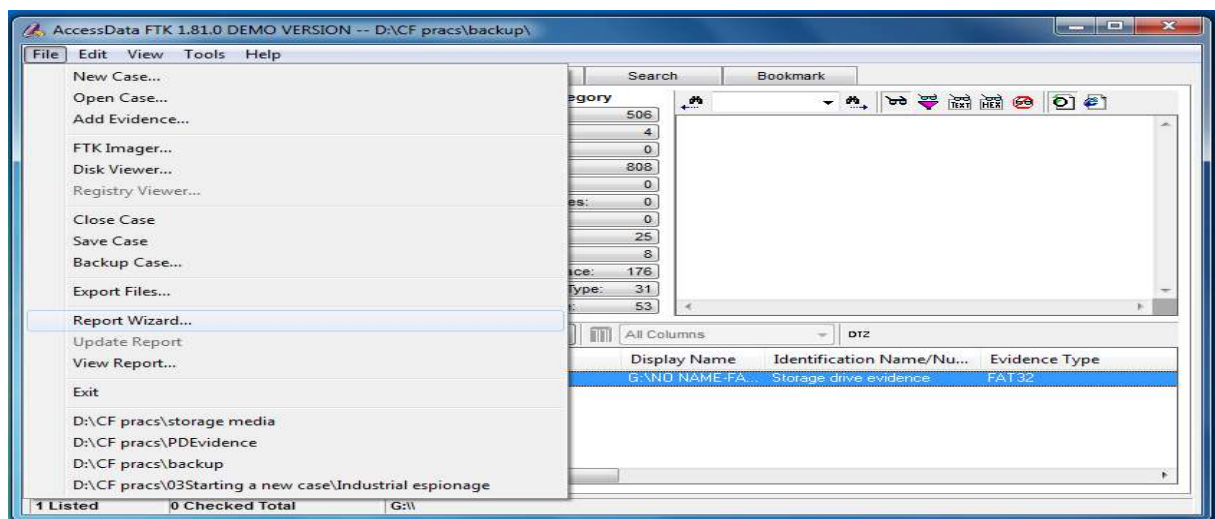 AccessData FTK 1.81.0 DEMO VERSION -- D:\CF pracs\backup\
File Edit View Tools Help
New Case...
Open Case...
Add Evidence...
FTK Imager...
Disk Viewer...
Registry Viewer...
Close Case
Save Case
Backup Case...
Export Files...
Report Wizard...
Update Report
View Report...
Exit
D:\CF pracs\storage media
D:\CF pracs\PDEvidence
D:\CF pracs\backup
D:\CF pracs\03Starting a new case\Industrial espionage
Search Bookmark
egory
506
4
0
808
0
es: 0
0
25
8
ace: 176
Type: 31
53
TEXT HEX
All Columns DTZ
Display Name Identification Name/Nu... Evidence Type
G:\NO NAME-FA... Storage drive evidence FAT32
1 Listed 0 Checked Total G:\\